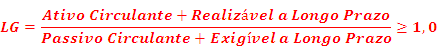 LG = Ativo Circulante + Realizável a Longo Prazo / Passivo Circulante + Exigível a Longo Prazo ≥ 1,0